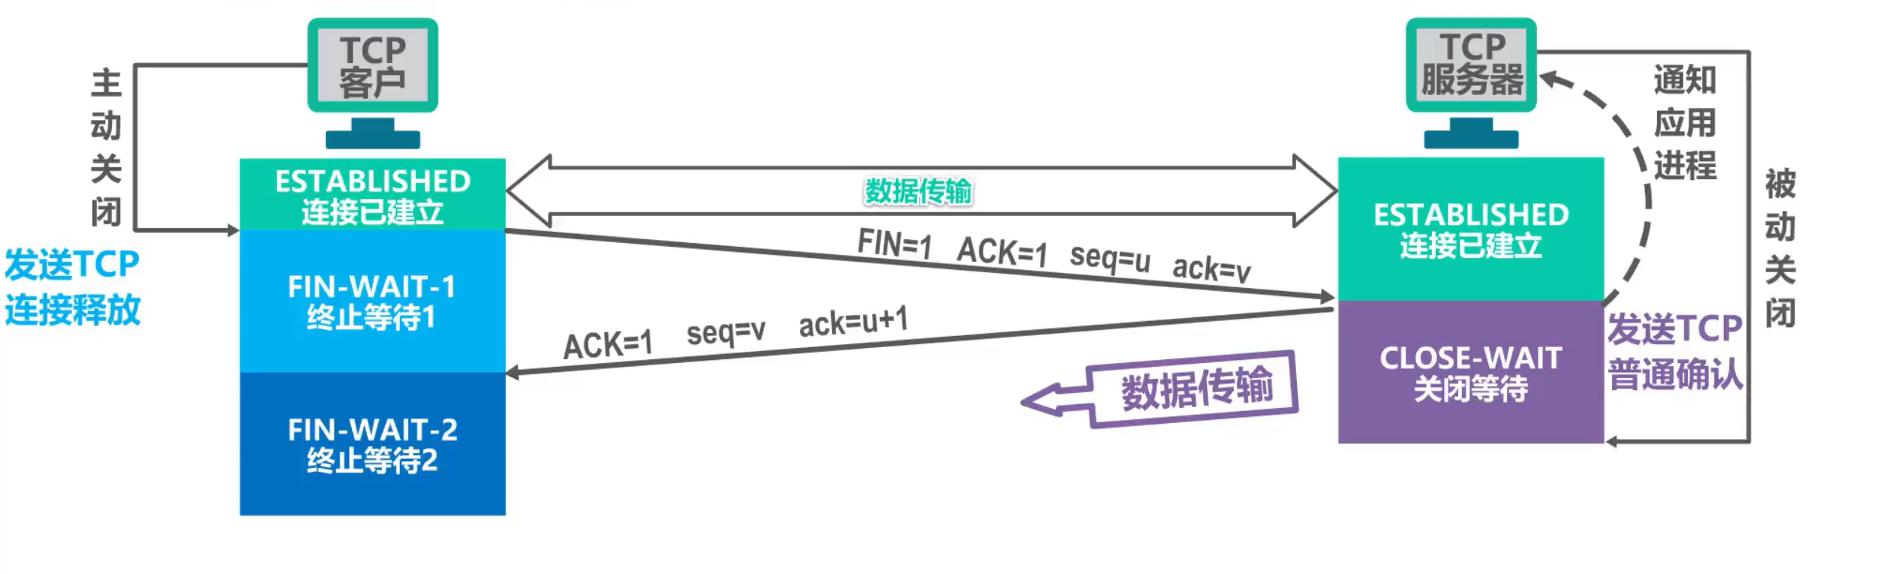 TCP
客户
主动关闭
ESTABLISHED
连接已建立
发送TCP
连接释放
FIN-WAIT-1
终止等待1
FIN-WAIT-2
终止等待2
数据传输
FIN=1 ACK=1 seq=u ack=v
ACK=1 seq=v ack=u+1
数据传输
TCP
服务器
通知
应用
进程
被动关闭
ESTABLISHED
连接已建立
CLOSE-WAIT
关闭等待
发送TCP
普通确认